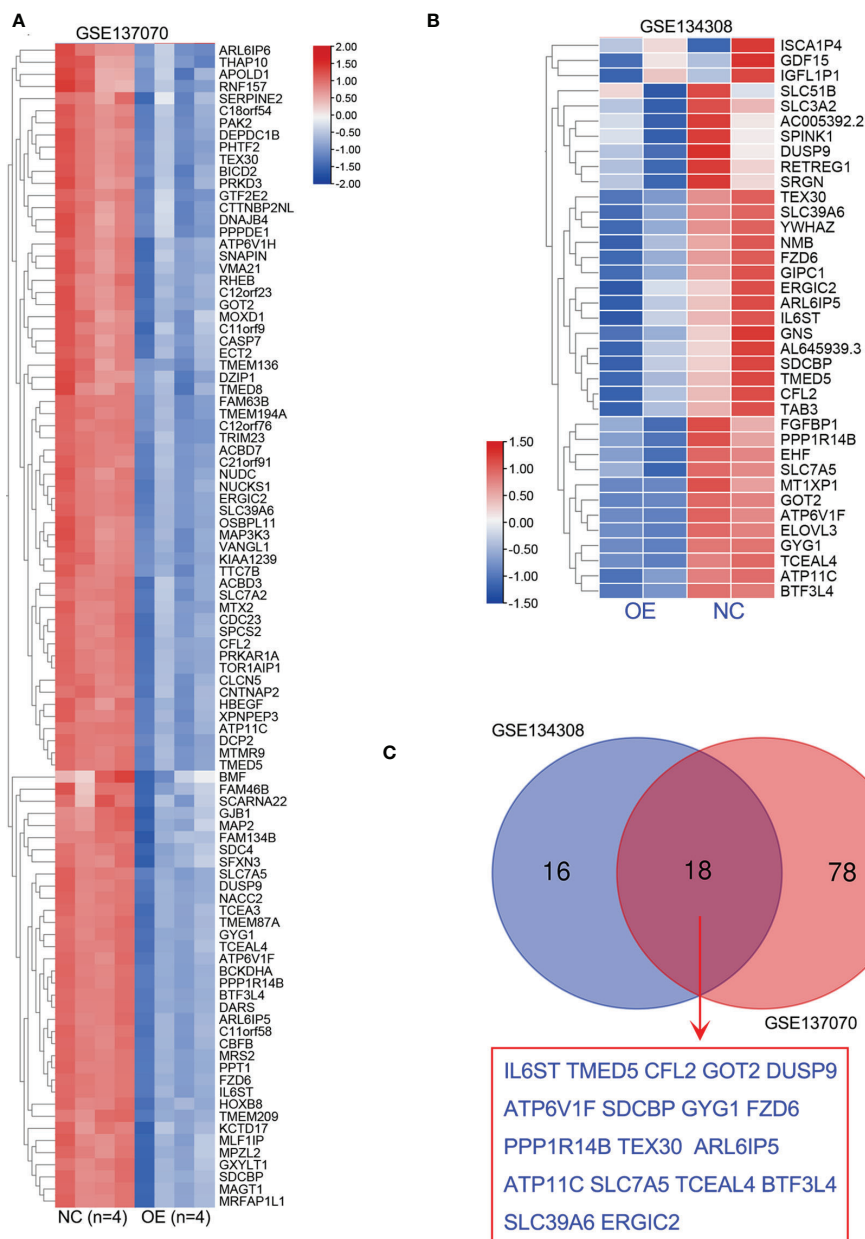 A
GSE137070
2.00
1.50
1.00
0.50
0.00
-0.50
-1.00
-1.50
-2.00
ARL6IP6
THAP10
APOLD1
RNF157
SERPINE2
C18orf54
PAK2
DEPDC1B
PHTF2
TEX30
BICD2
PRKD3
GTF2E2
CTTNBP2NL
DNAJB4
PPPDE1
ATP6V1H
SNAPIN
VMA21
RHEB
C12orf23
GOT2
MOXD1
C11orf9
CASP7
ECT2
TMEM136
DZIP1
TMED8
FAM63B
TMEM194A
C12orf76
TRIM23
ACBD7
C21orf91
NUDC
NUCKS1
ERGIC2
SLC39A6
OSBPL11
MAP3K3
VANGL1
KIAA1239
TTC7B
ACBD3
SLC7A2
MTX2
CDC23
SPCS2
CFL2
PRKAR1A
TOR1AIP1
CLCN5
CNTNAP2
HBEGF
XPNPEP3
ATP11C
DCP2
MTMR9
TMED5
BMF
FAM46B
SCARNA22
GJB1
MAP2
FAM134B
SDC4
SFXN3
SLC7A5
DUSP9
NACC2
TCEA3
TMEM87A
GYG1
TCEAL4
ATP6V1F
BCKDHA
PPP1R14B
BTF3L4
DARS
ARL6IP5
C11orf58
CBFB
MRS2
PPT1
FZD6
IL6ST
HOXB8
TMEM209
KCTD17
MLF1IP
MPZL2
GXYLT1
SDCBP
MAGT1
MRFAP1L1
NC (n=4) OE (n=4)
B
GSE134308
ISCA1P4
GDF15
IGFL1P1
SLC51B
SLC3A2
AC005392.2
SPINK1
DUSP9
RETREG1
SRGN
TEX30
SLC39A6
YWHAZ
NMB
FZD6
GIPC1
ERGIC2
ARL6IP5
IL6ST
GNS
AL645939.3
SDCBP
TMED5
CFL2
TAB3
FGFBP1
PPP1R14B
EHF
SLC7A5
MT1XP1
GOT2
ATP6V1F
ELOVL3
GYG1
TCEAL4
ATP11C
BTF3L4
1.50
1.00
0.50
0.00
-0.50
-1.00
-1.50
OE NC
C
GSE134308
16 18 78
GSE137070
IL6ST TMED5 CFL2 GOT2 DUSP9
ATP6V1F SDCBP GYG1 FZD6
PPP1R14B TEX30 ARL6IP5
ATP11C SLC7A5 TCEAL4 BTF3L4
SLC39A6 ERGIC2